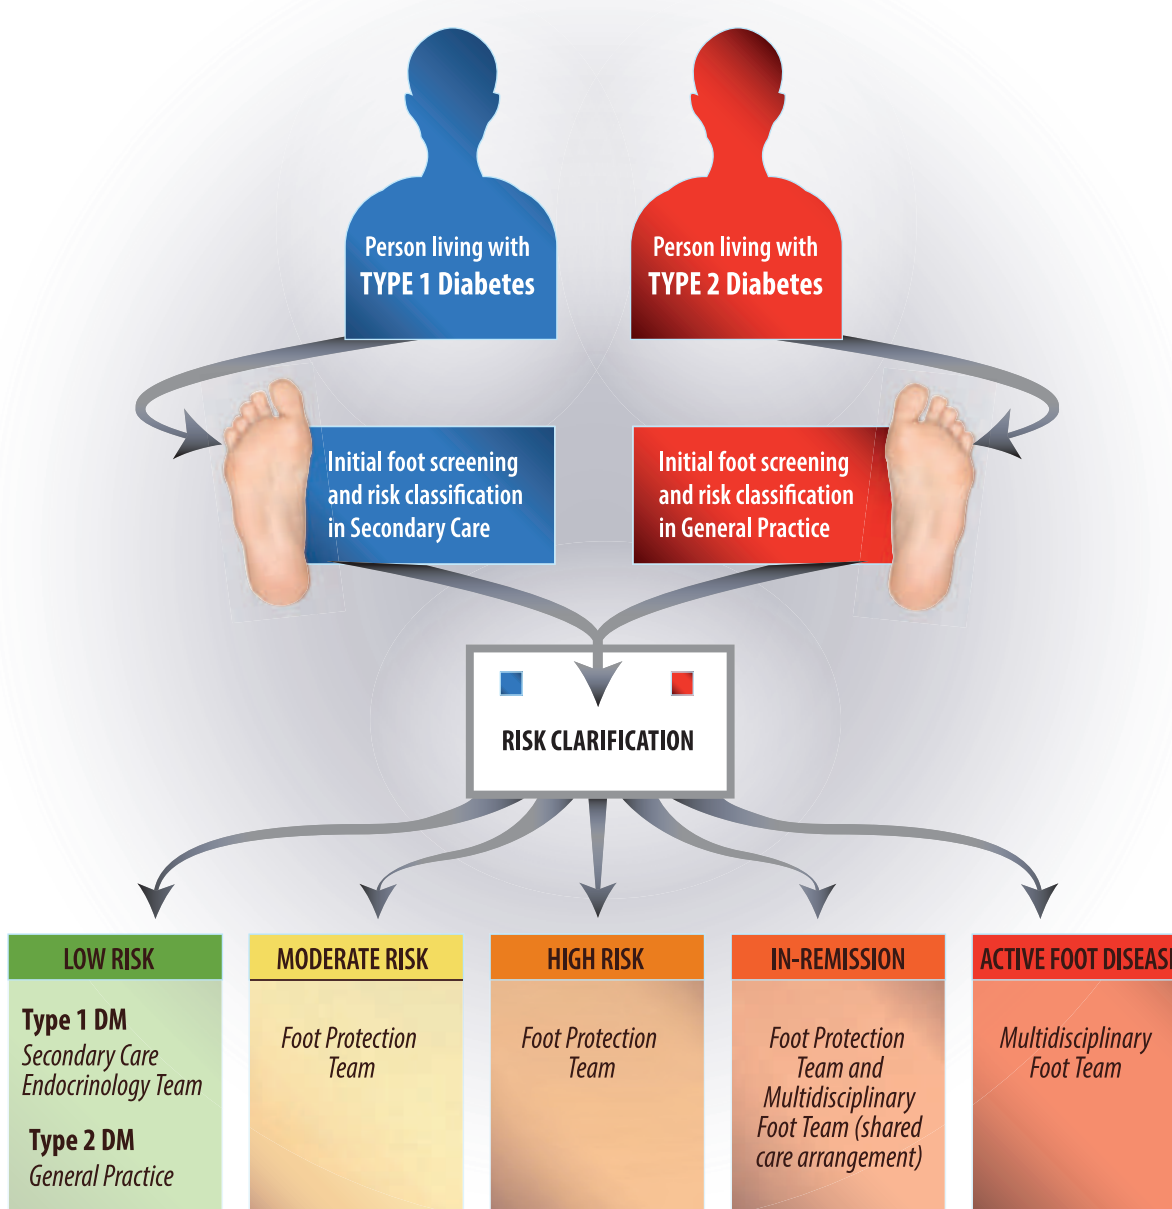 Person living with
TYPE 1 Diabetes
Person living with
TYPE 2 Diabetes
Initial foot screening
and risk classification
in Secondary Care
Initial foot screening
and risk classification
in General Practice
RISK CLARIFICATION
LOW RISK
Type 1 DM
Secondary Care
Endocrinology Team
Type 2 DM
General Practice
MODERATE RISK
Foot Protection
Team
HIGH RISK
Foot Protection
Team
IN-REMISSION
Foot Protection
Team and
Multidisciplinary
Foot Team (shared
care arrangement)
ACTIVE FOOT DISEASE
Multidisciplinary
Foot Team